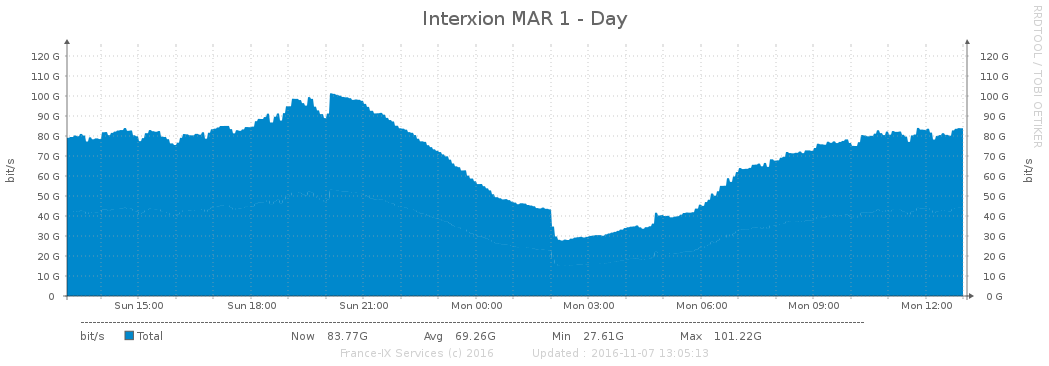 Interxion MAR 1 - Day
RRDTOOL / TOBI OETIKER
120 G 120 G
110 G 110 G
100 G 100 G
90 G 90 G
80 G 80 G
70 G 70 G
bit/s bit/s
60 G 60 G
50 G 50 G
40 G 40 G
30 G 30 G
20 G 20 G
10 G 10 G
0 0 G
Sun 15:00 Sun 18:00 Sun 21:00 Mon 00:00 Mon 03:00 Mon 06:00 Mon 09:00 Mon 12:00
bit/s Total Now 83.77G Avg 69.26G Min 27.61G Max 101.22G
France-IX Services (c) 2016 Updated : 2016-11-07 13:05:13